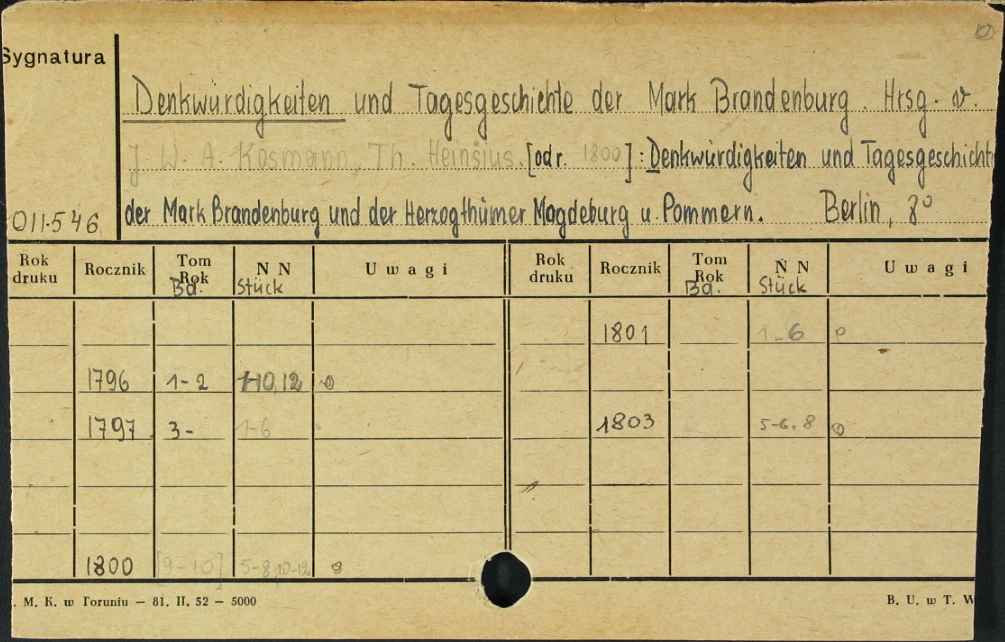 Sygnatura
Denkwürdigkeiten und Tagesgeschichte der Mark Brandenburg. Hrsg. v.
J. W. A. Kosmann, Th. Heinsius. [odr. 1800]: Denkwürdigkeiten und Tagesgeschichte
011.546 der Mark Brandenburg und der Herzogthümer Magdeburg u. Pommern. Berlin, 8°
Rok druku Rocznik Tom Rok Bd. N N Stück Uwagi Rok druku Rocznik Tom Rok Bd. N N Stück Uwagi
1801 1-6 o
1796 1-2 1-10,12
1797 3- 1-6 1803 5-6, 8
1800 [9-10] 5-8,10-12
. M. K. w Toruniu — 81. II. 52 — 5000 B. U. w T. W